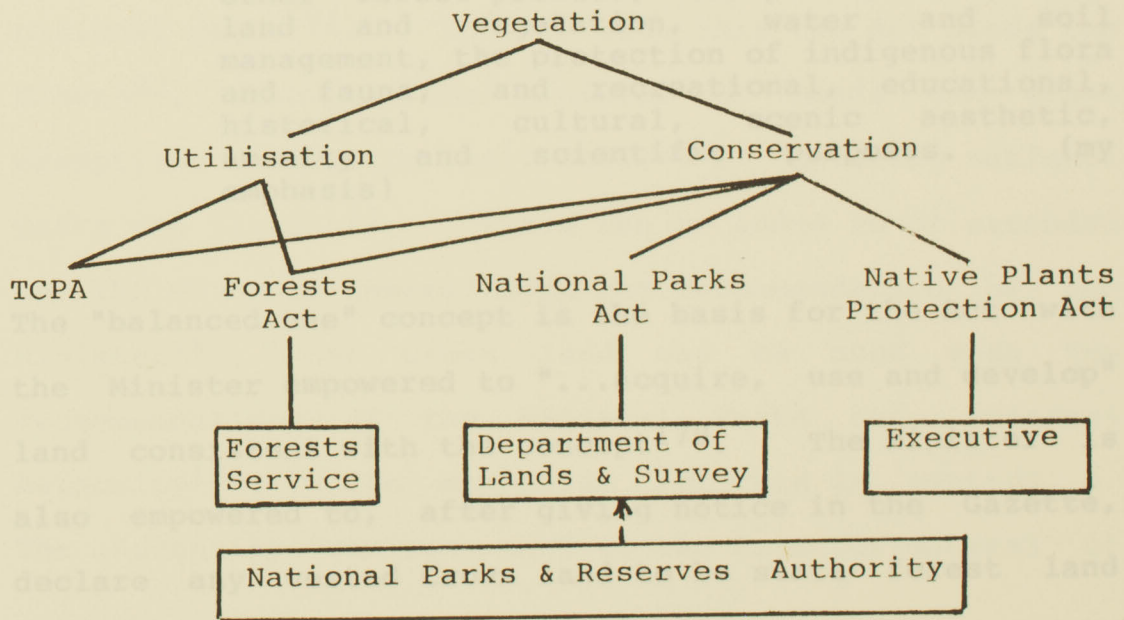 Vegetation
Utilisation
Conservation
TCPA
Forests
Act
National Parks
Act
Native Plants
Protection Act
Forests
Service
Department of
Lands & Survey
Executive
National Parks & Reserves Authority
land and water and soil
management, the protection of indigenous flora
and fauna, and recreational, educational,
historical, cultural, scenic aesthetic,
and scientific (my
emphasis)
The "balanced use" concept is the basis for
the Minister empowered to "...acquire, use and develop"
land with the The is
also empowered to, after giving notice in the Gazette,
declare any land